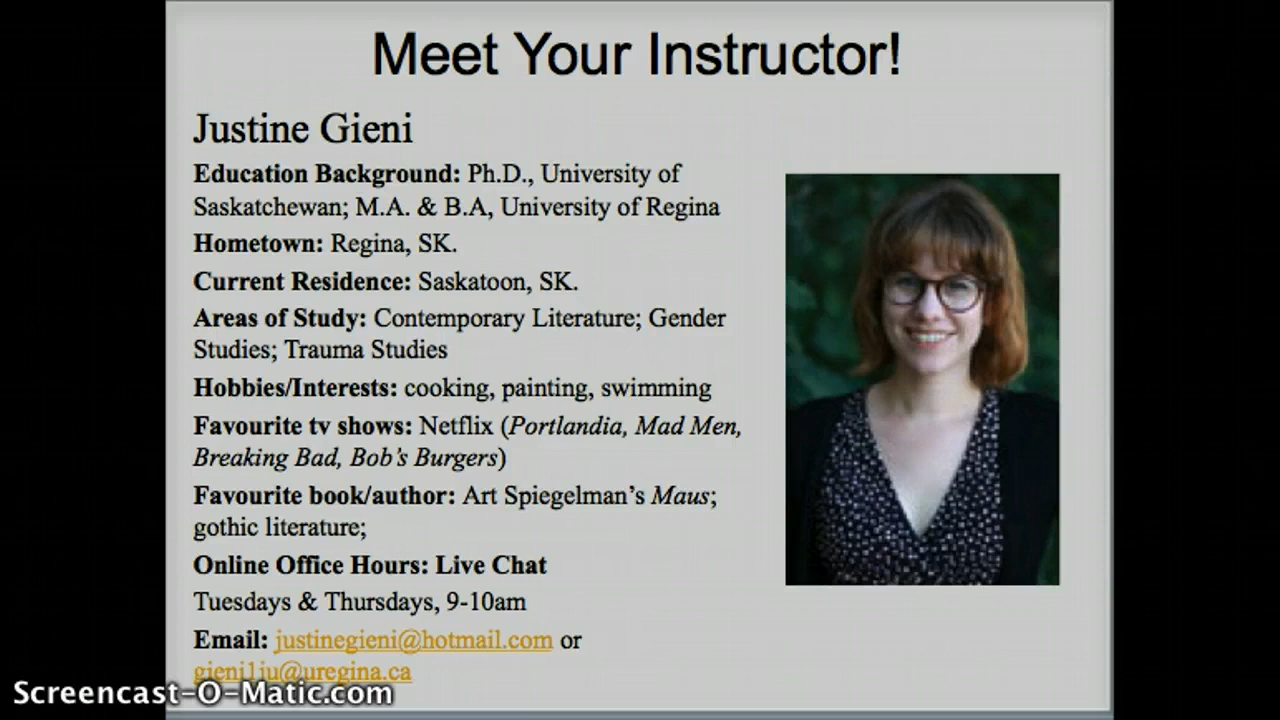 Meet Your Instructor!
Justine Gieni
Education Background: Ph.D., University of
Saskatchewan; M.A. & B.A, University of Regina
Hometown: Regina, SK.
Current Residence: Saskatoon, SK.
Areas of Study: Contemporary Literature; Gender
Studies; Trauma Studies
Hobbies/Interests: cooking, painting, swimming
Favourite tv shows: Netflix (Portlandia, Mad Men,
Breaking Bad, Bob's Burgers)
Favourite book/author: Art Spiegelman's Maus;
gothic literature;
Online Office Hours: Live Chat
Tuesdays & Thursdays, 9-10am
Email: justinegieni@hotmail.com or
gieni1ju@uregina.ca
Screencast-O-Matic.com